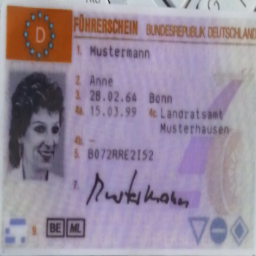 D FÜHRERSCHEIN BUNDESREPUBLIK DEUTSCHLAND
1. Mustermann
2. Anne
3. 28.02.64 Bonn
4a. 15.03.99 4c Landratsamt
Musterhausen
4b. –
5. B072RRE2I52
7. Mustermann
9. BE ML